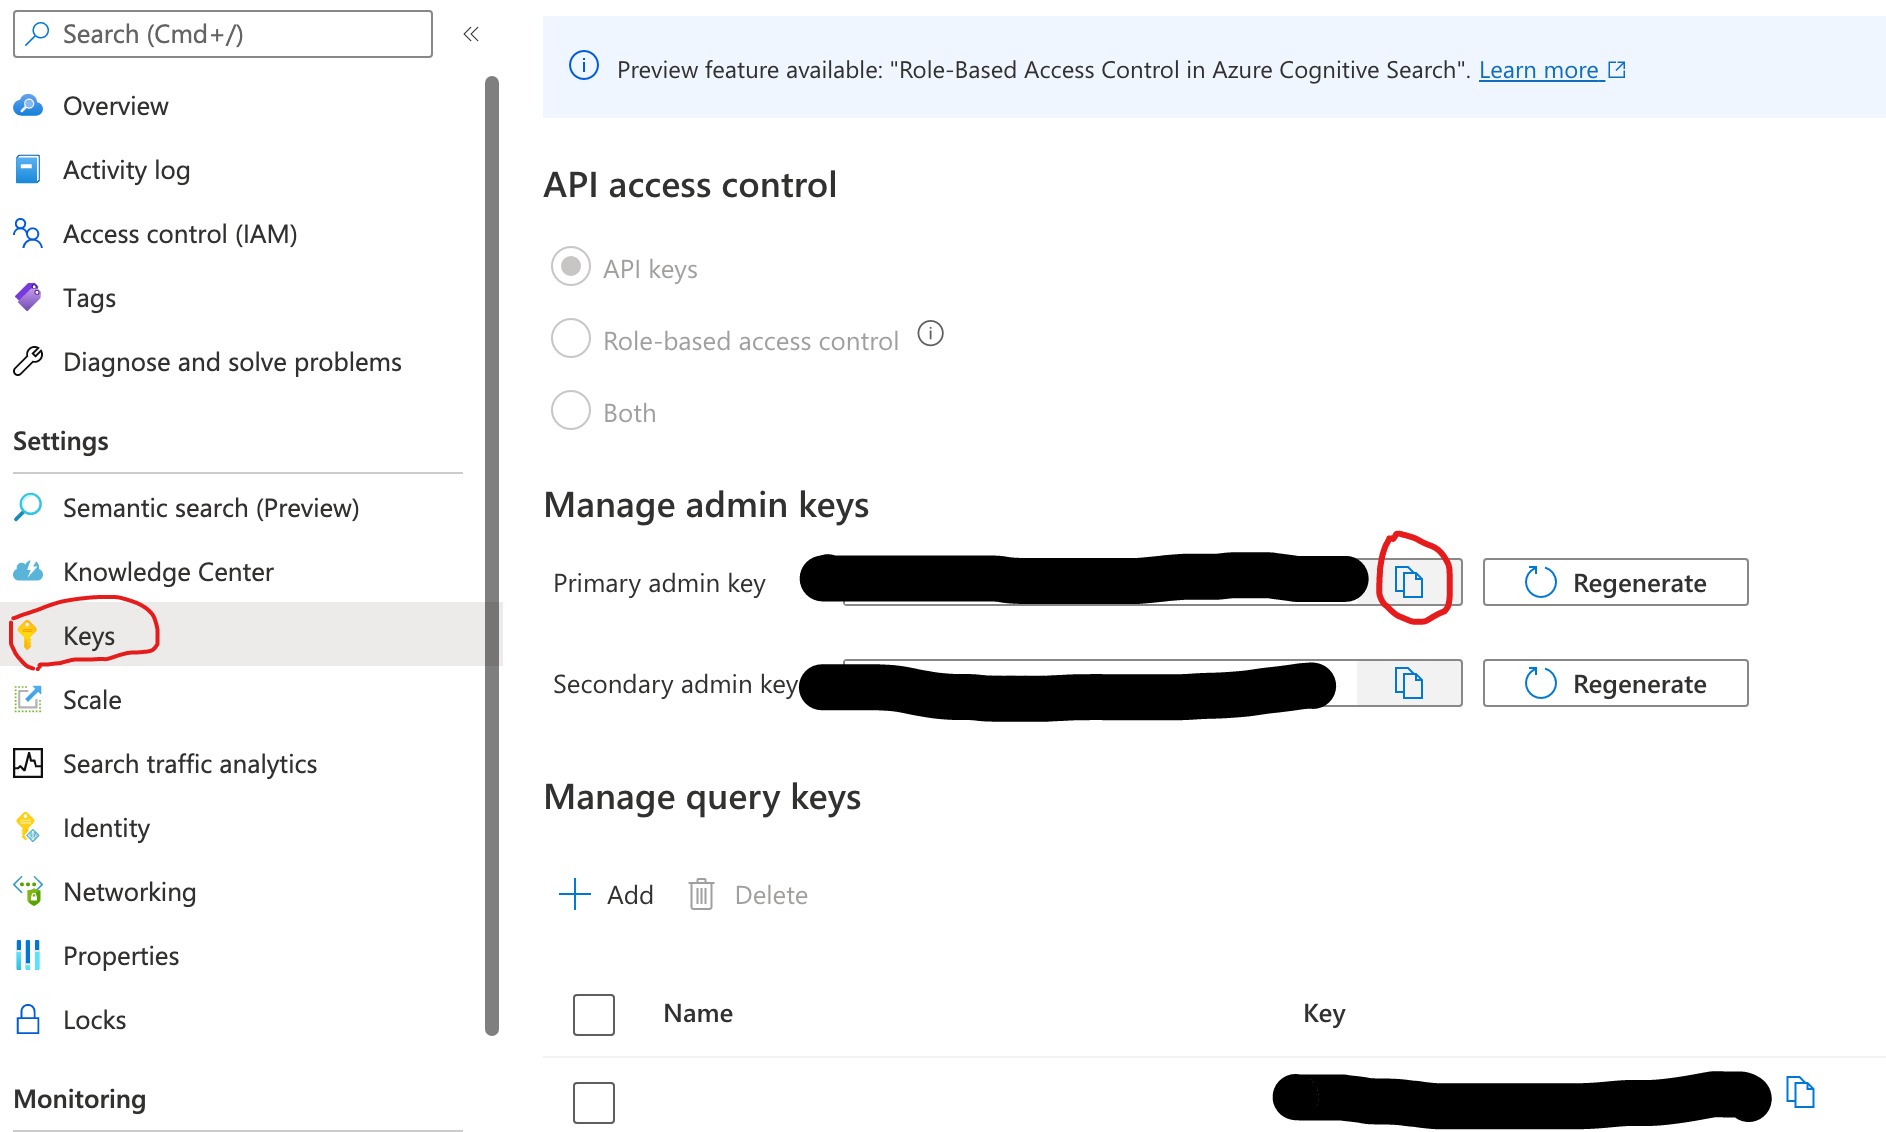 Search (Cmd+/)
«
Overview
Activity log
Access control (IAM)
Tags
Diagnose and solve problems
Settings
Semantic search (Preview)
Knowledge Center
Keys
Scale
Search traffic analytics
Identity
Networking
Properties
Locks
Monitoring
Preview feature available: "Role-Based Access Control in Azure Cognitive Search". Learn more
API access control
API keys
Role-based access control
Both
Manage admin keys
Primary admin key Regenerate
Secondary admin key Regenerate
Manage query keys
Add Delete
Name Key